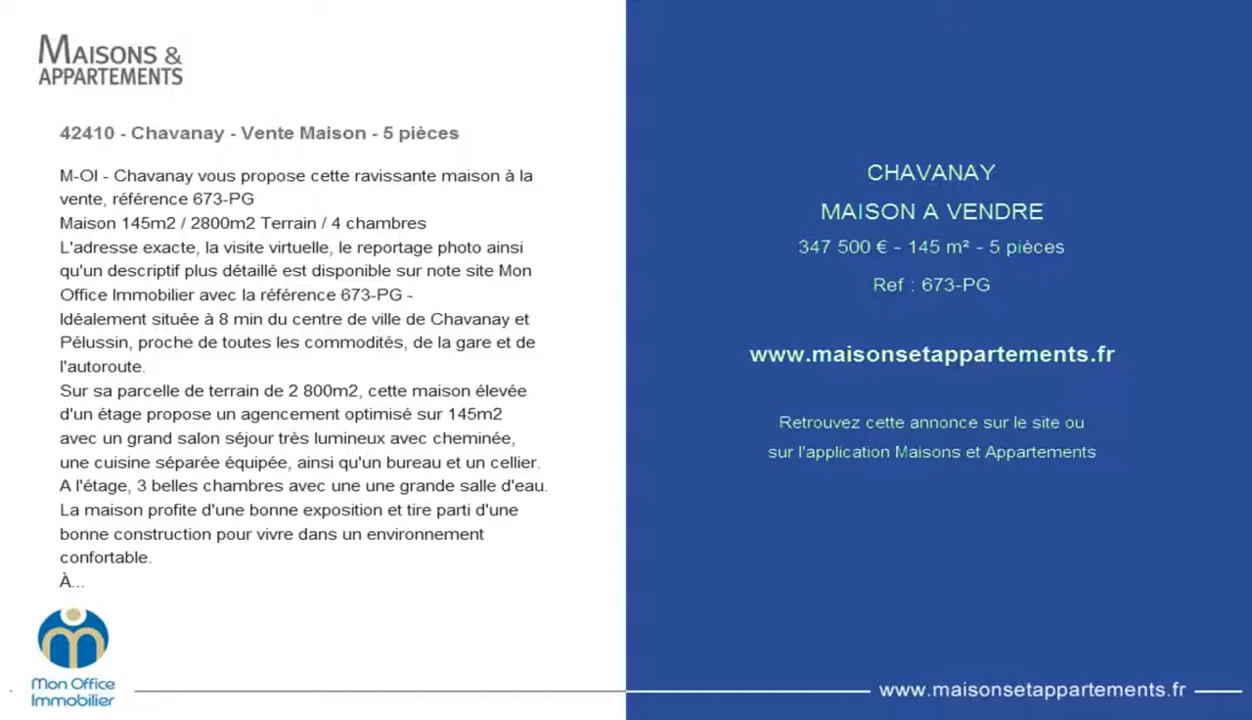 MAISONS &
APPARTEMENTS
42410 - Chavanay - Vente Maison - 5 pièces
M-OI - Chavanay vous propose cette ravissante maison à la
vente, référence 673-PG
Maison 145m2 / 2800m2 Terrain / 4 chambres
L'adresse exacte, la visite virtuelle, le reportage photo ainsi
qu'un descriptif plus détaillé est disponible sur note site Mon
Office Immobilier avec la référence 673-PG -
Idéalement située à 8 min du centre de ville de Chavanay et
Pélussin, proche de toutes les commodités, de la gare et de
l'autoroute.
Sur sa parcelle de terrain de 2 800m2, cette maison élevée
d'un étage propose un agencement optimisé sur 145m2
avec un grand salon séjour très lumineux avec cheminée,
une cuisine séparée équipée, ainsi qu'un bureau et un cellier.
A l'étage, 3 belles chambres avec une une grande salle d'eau.
La maison profite d'une bonne exposition et tire parti d'une
bonne construction pour vivre dans un environnement
confortable.
À...
Mon Office
Immobilier
CHAVANAY
MAISON A VENDRE
347 500 € - 145 m² - 5 pièces
Ref : 673-PG
www.maisonsetappartements.fr
Retrouvez cette annonce sur le site ou
sur l'application Maisons et Appartements
www.maisonsetappartements.fr